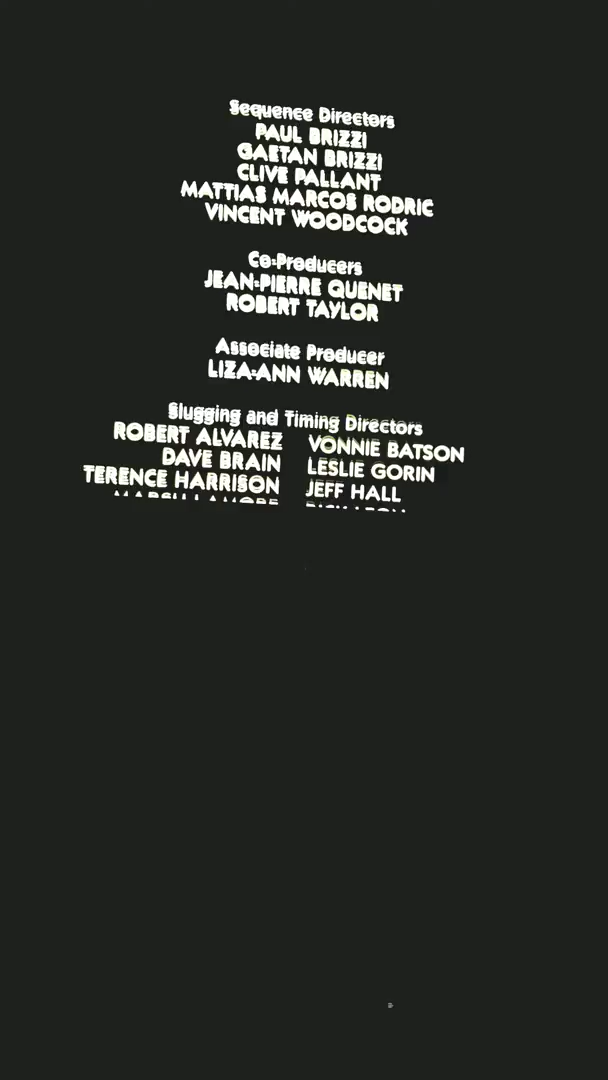 Sequence Directors
PAUL BRIZZI
GAETAN BRIZZI
CLIVE PALLANT
MATTIAS MARCOS RODRIC
VINCENT WOODCOCK
Co-Producers
JEAN-PIERRE QUENET
ROBERT TAYLOR
Associate Producer
LIZA-ANN WARREN
Slugging and Timing Directors
ROBERT ALVAREZ VONNIE BATSON
DAVE BRAIN LESLIE GORIN
TERENCE HARRISON JEFF HALL